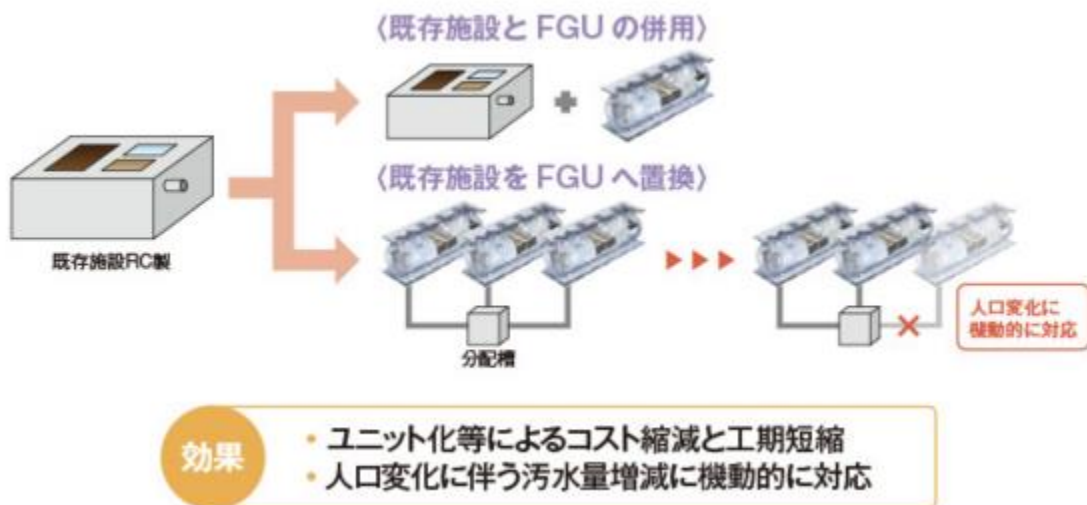 〈既存施設と FGU の併用〉
〈既存施設を FGU へ置換〉
既存施設RC製
分配槽
人口変化に
機動的に対応
効果
・ユニット化等によるコスト縮減と工期短縮
・人口変化に伴う汚水量増減に機動的に対応